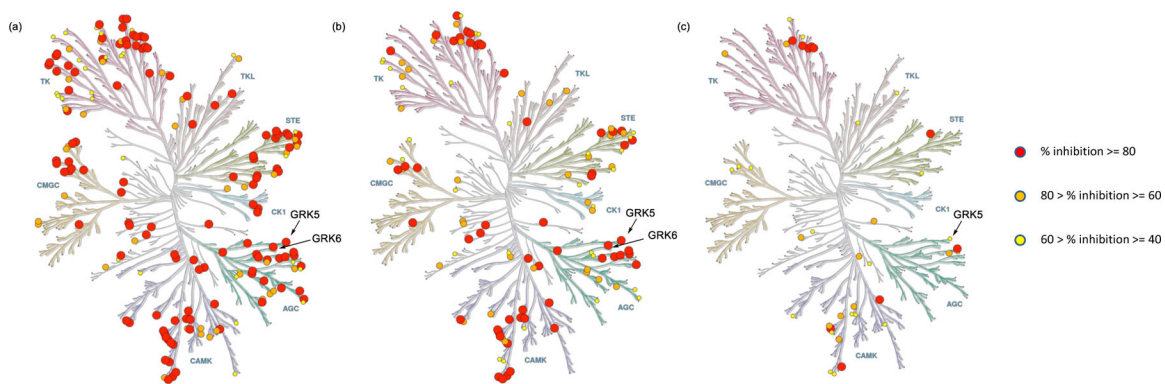 (a)
TK
TKL
STE
CMGC
CK1
GRK5
GRK6
AGC
CAMK
(b)
TK
TKL
STE
CMGC
CK1
GRK5
GRK6
AGC
CAMK
(c)
TK
TKL
STE
CMGC
CK1
GRK5
AGC
CAMK
% inhibition >= 80
80 > % inhibition >= 60
60 > % inhibition >= 40